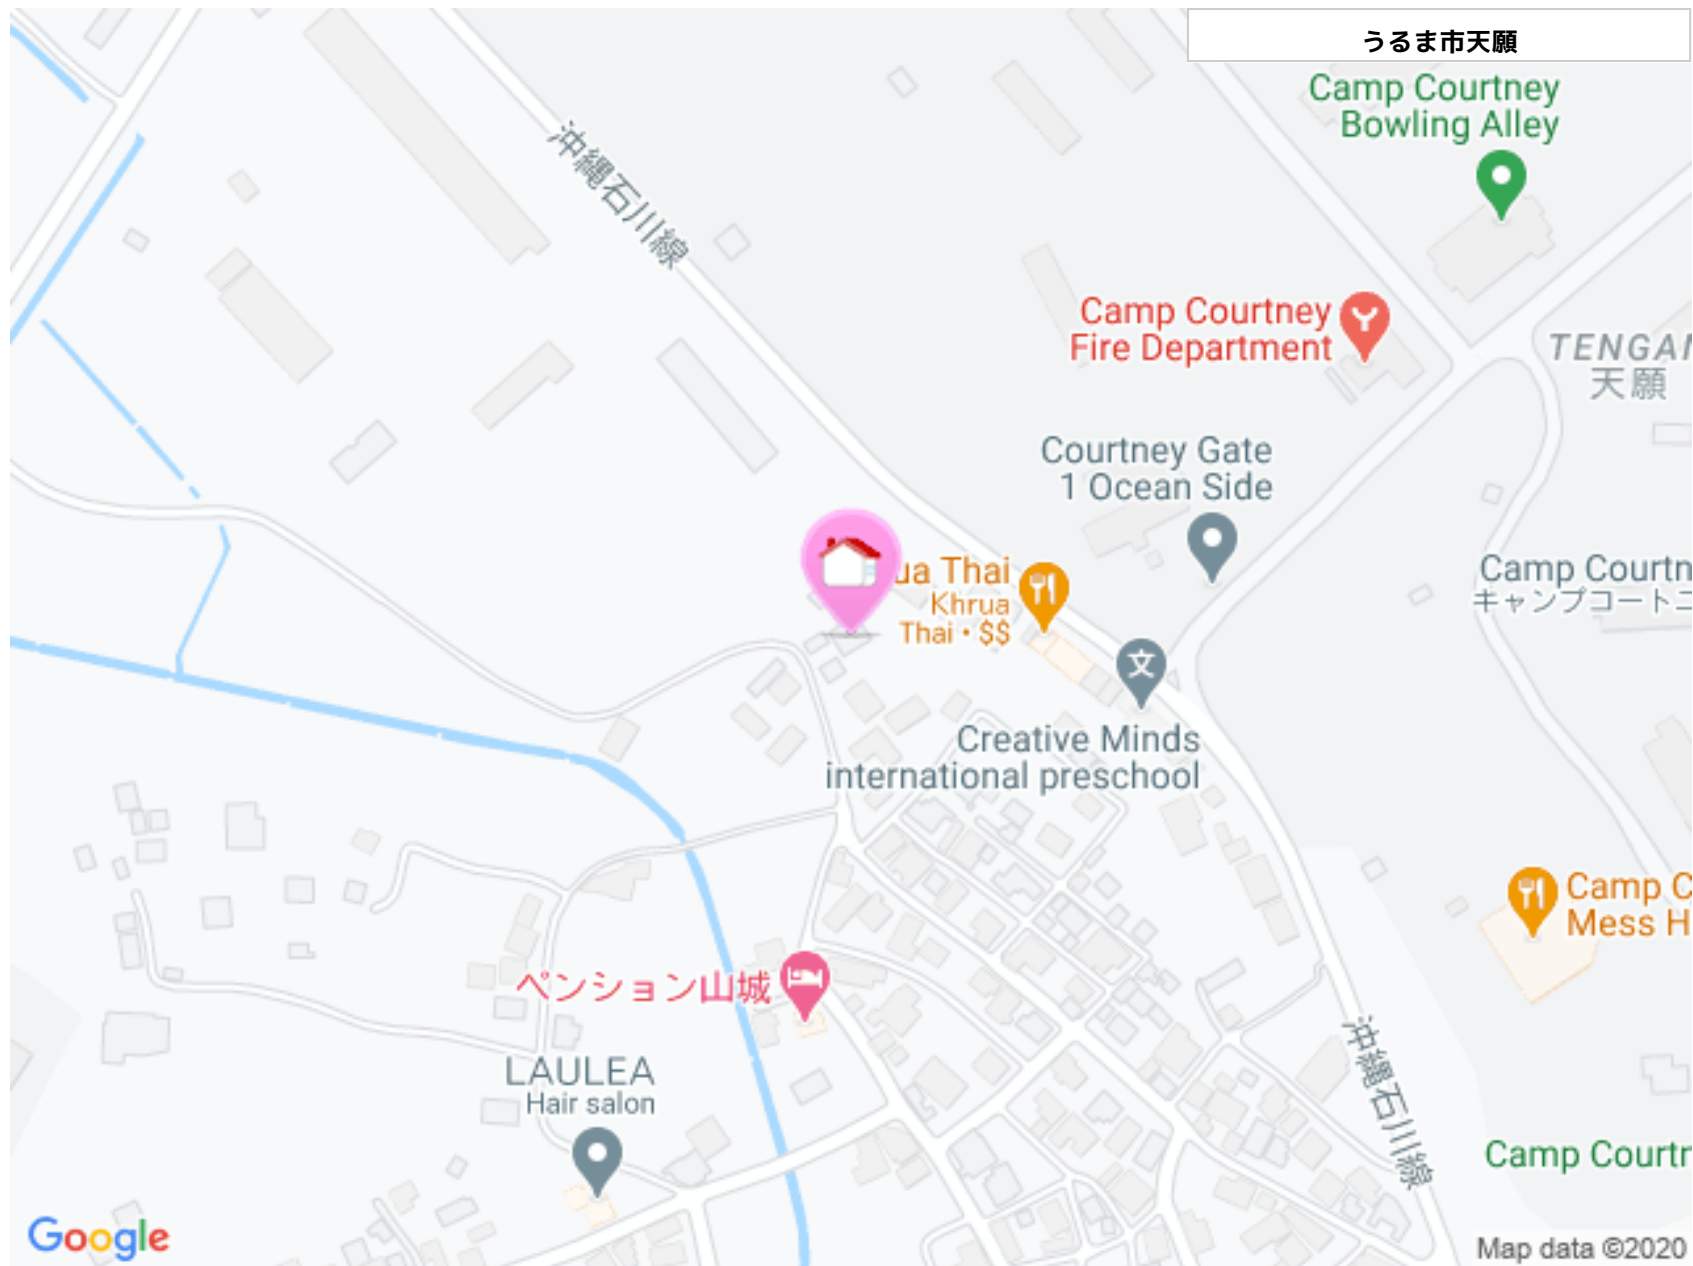 うるま市天願
Camp Courtney
Bowling Alley
沖縄石川線
Camp Courtney
Fire Department
TENGAN
天願
Courtney Gate
1 Ocean Side
ua Thai
Khrua
Thai • $$
Camp Courtn
キャンプコートニ
文
Creative Minds
international preschool
Camp C
Mess H
ペンション山城
LAULEA
Hair salon
沖縄石川線
Camp Courtn
Google
Map data ©2020